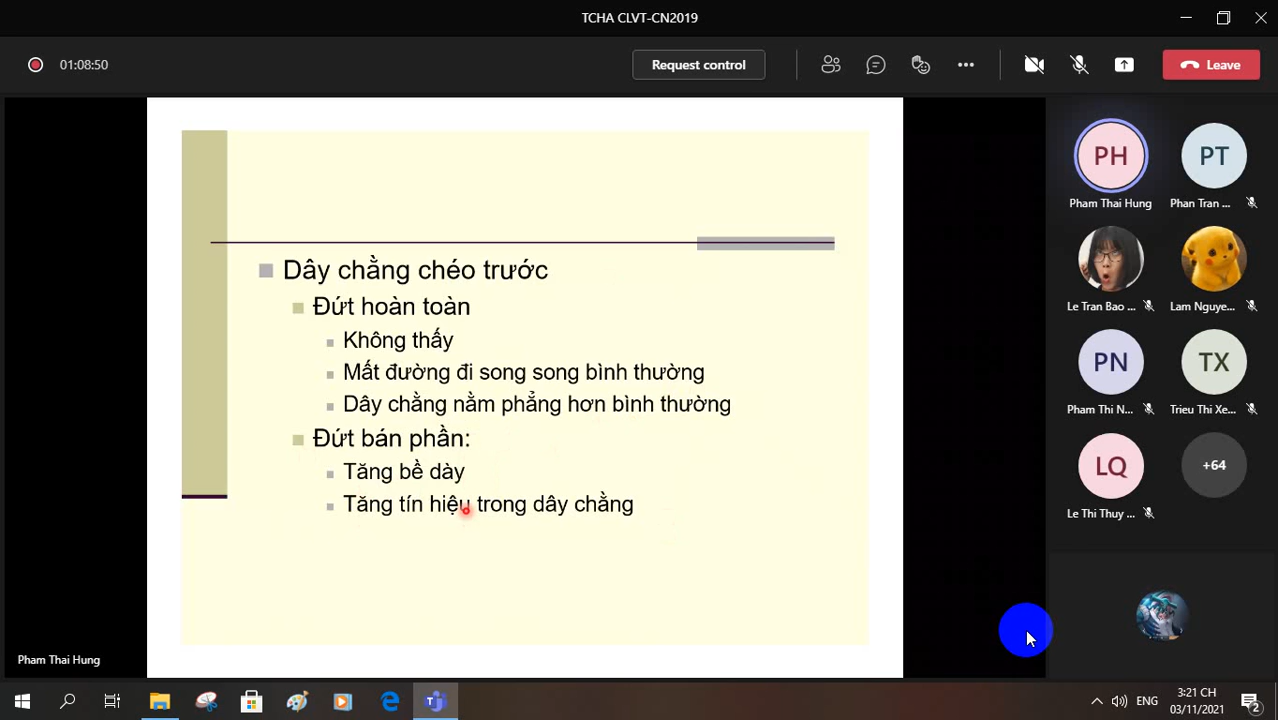 TCHA CLVT-CN2019
01:08:50
Request control
Leave
Dây chằng chéo trước
Đứt hoàn toàn
Không thấy
Mất đường đi song song bình thường
Dây chằng nằm phẳng hơn bình thường
Đứt bán phần:
Tăng bề dày
Tăng tín hiệu trong dây chằng
PH
PT
Pham Thai Hung
Phan Tran ...
Le Tran Bao ...
Lam Nguye...
PN
TX
Pham Thi N...
Trieu Thi Xe...
LQ
+64
Le Thi Thuy ...
Pham Thai Hung
ENG
3:21 CH
03/11/2021
2